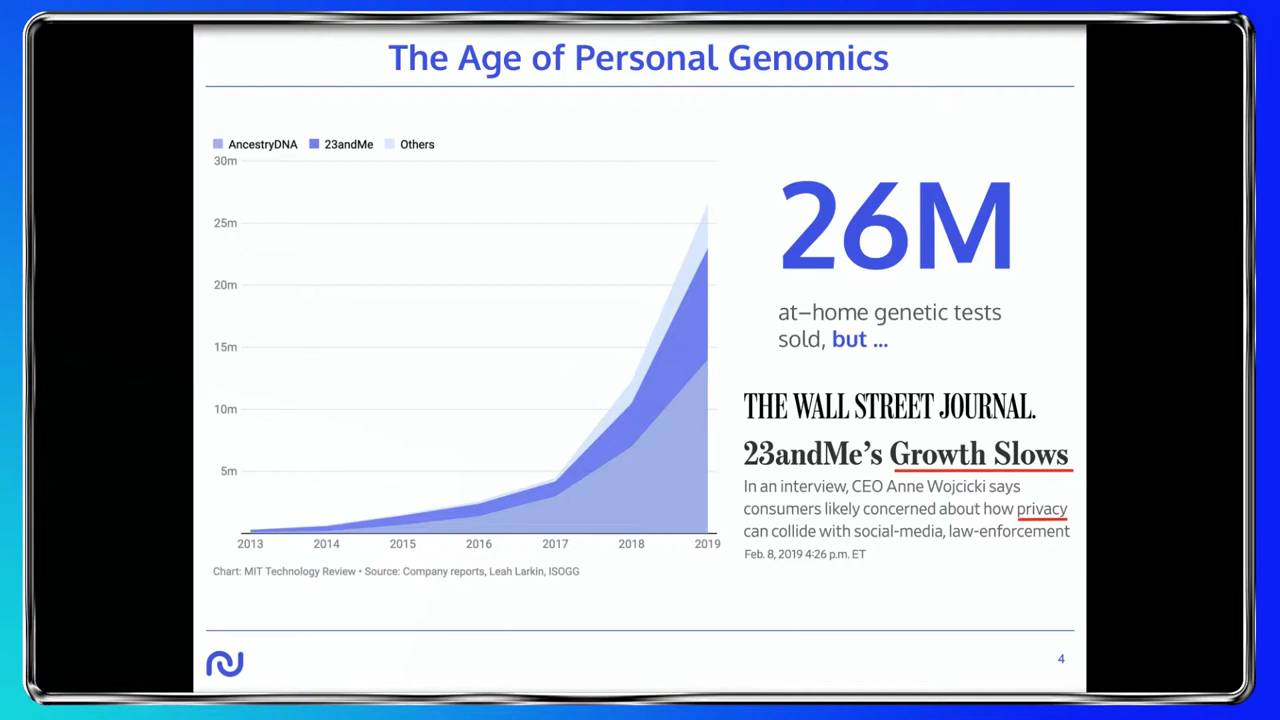 The Age of Personal Genomics
AncestryDNA 23andMe Others
30m
25m
20m
15m
10m
5m
2013 2014 2015 2016 2017 2018 2019
Chart: MIT Technology Review • Source: Company reports, Leah Larkin, ISOGG
26M
at–home genetic tests
sold, but ...
THE WALL STREET JOURNAL.
23andMe's Growth Slows
In an interview, CEO Anne Wojcicki says
consumers likely concerned about how privacy
can collide with social-media, law-enforcement
Feb. 8, 2019 4:26 p.m. ET
4